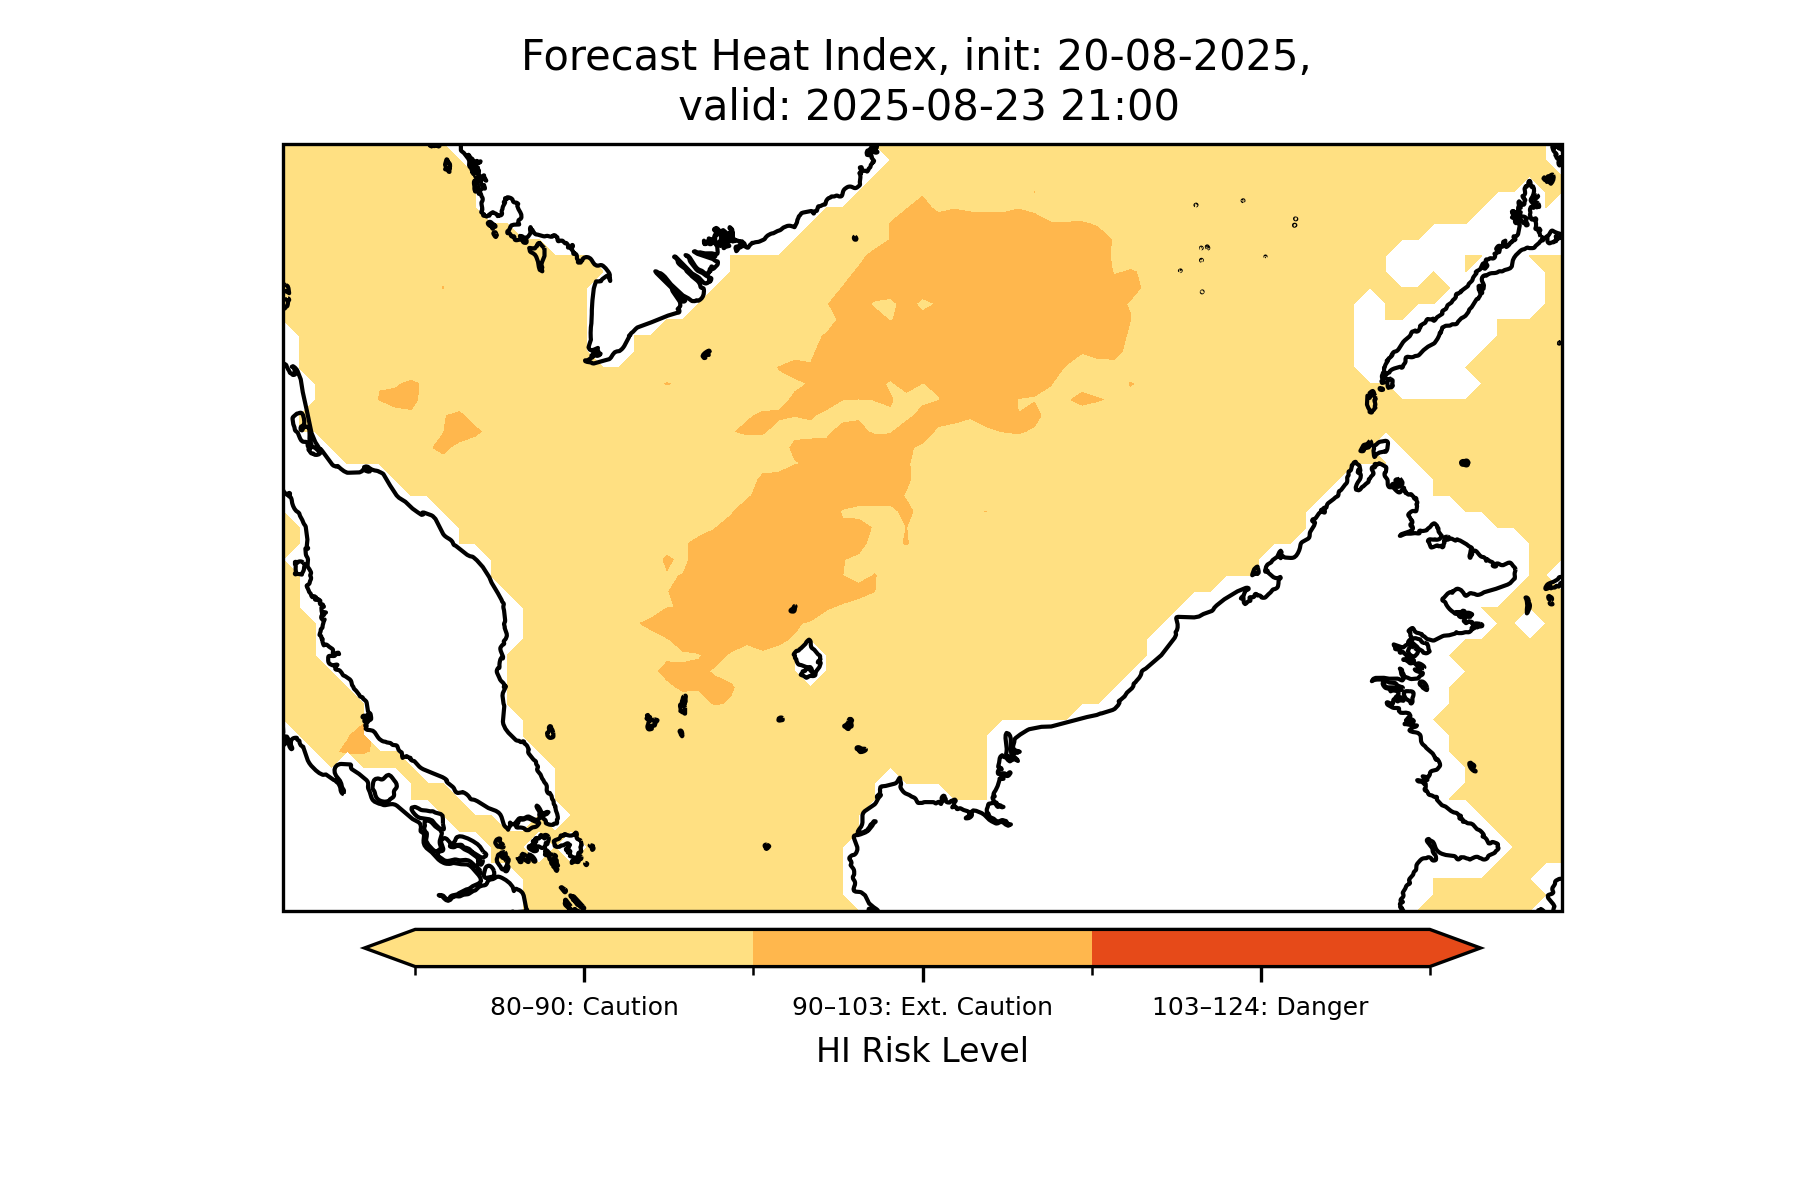 Forecast Heat Index, init: 20-08-2025,
valid: 2025-08-23 21:00
80–90: Caution
90–103: Ext. Caution
103–124: Danger
HI Risk Level